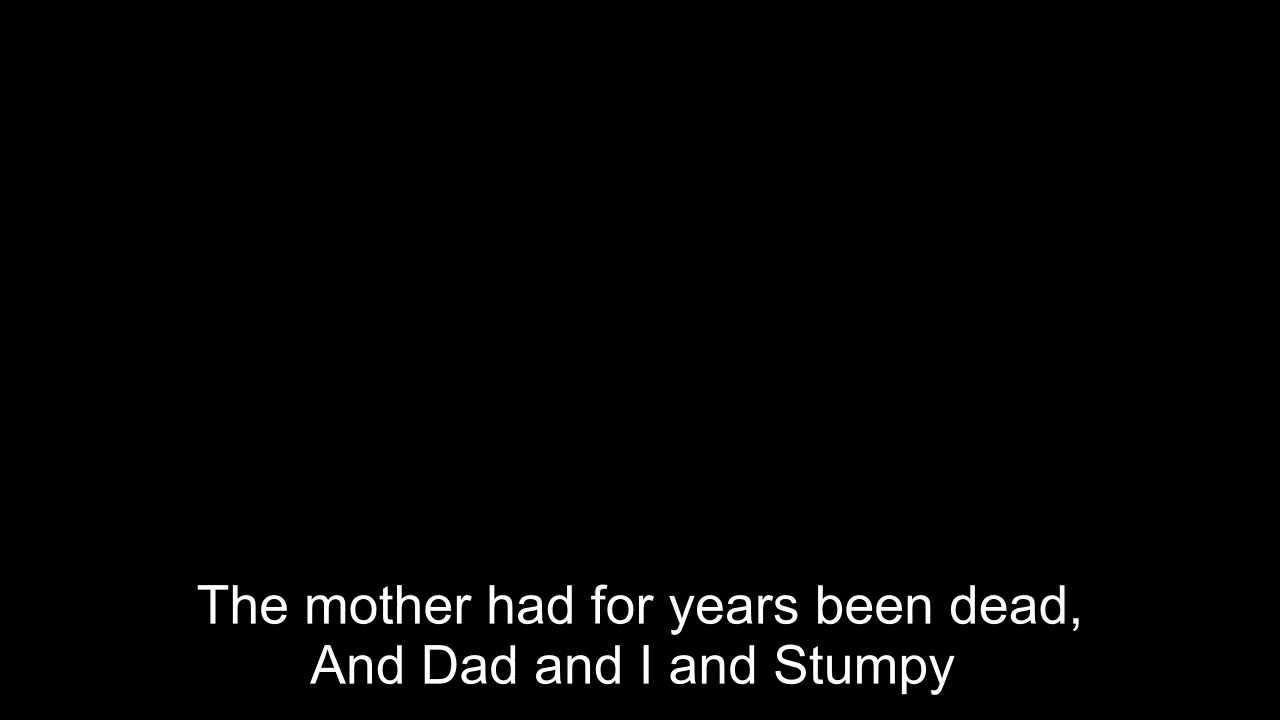 The mother had for years been dead,
And Dad and I and Stumpy